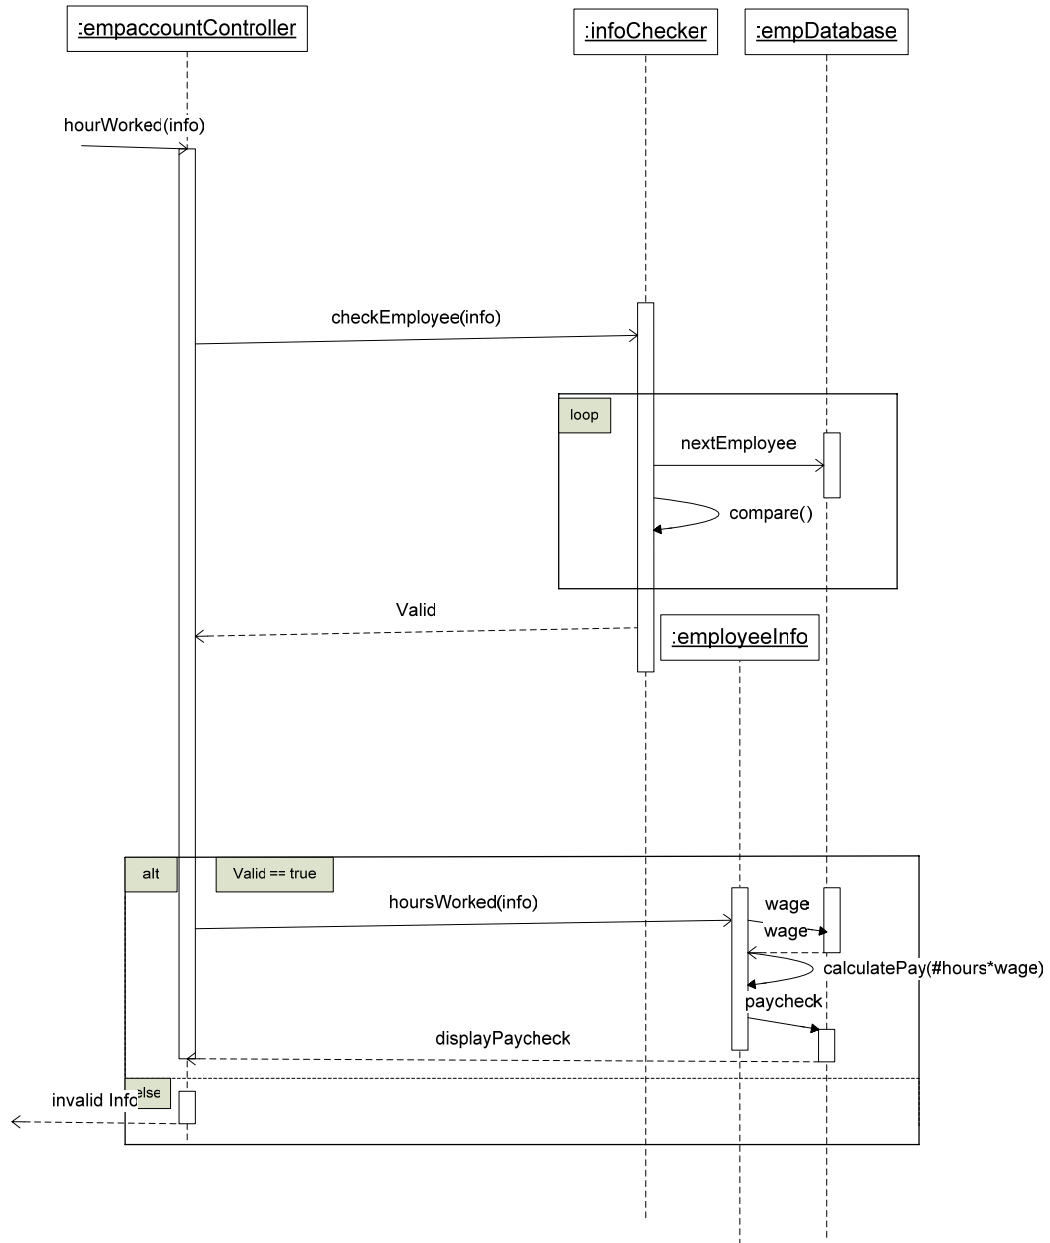 :empaccountController
:infoChecker
:empDatabase
hourWorked(info)
checkEmployee(info)
loop
nextEmployee
compare()
Valid
:employeeInfo
alt
Valid == true
hoursWorked(info)
wage
wage
calculatePay(#hours*wage)
paycheck
displayPaycheck
else
invalid Info